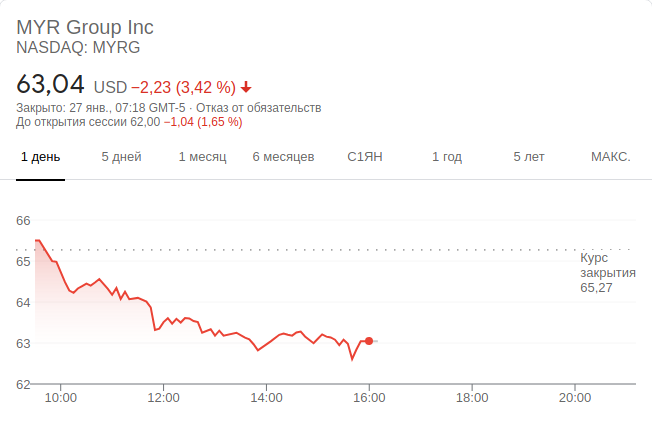 MYR Group Inc
NASDAQ: MYRG
63,04 USD −2,23 (3,42 %)
Закрыто: 27 янв., 07:18 GMT-5 · Отказ от обязательств
До открытия сессии 62,00 −1,04 (1,65 %)
1 день 5 дней 1 месяц 6 месяцев С1ЯН 1 год 5 лет МАКС.
66
65
64
63
62
Курс
закрытия
65,27
10:00 12:00 14:00 16:00 18:00 20:00